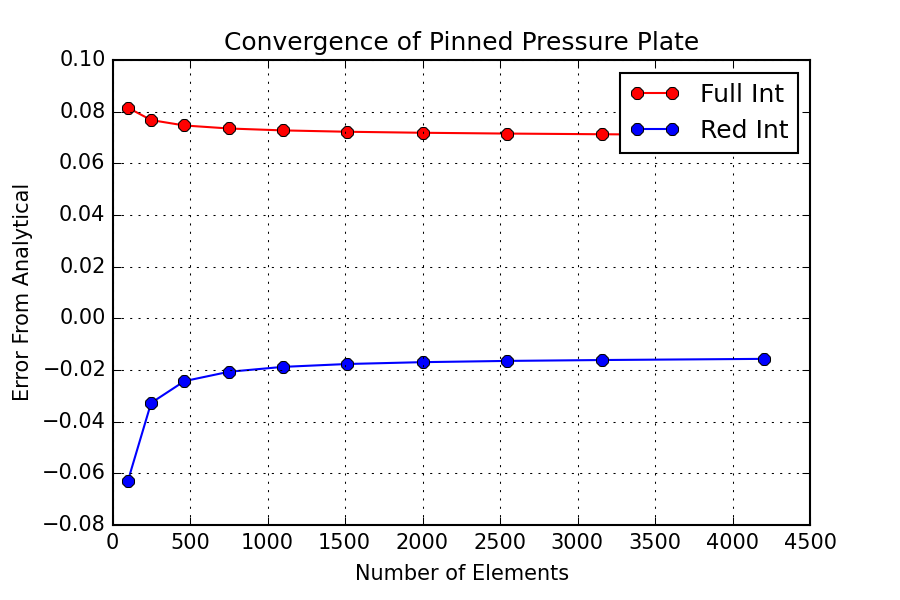 Convergence of Pinned Pressure Plate
0.10
0.08
0.06
0.04
0.02
0.00
−0.02
−0.04
−0.06
−0.08
Error From Analytical
Full Int
Red Int
0 500 1000 1500 2000 2500 3000 3500 4000 4500
Number of Elements